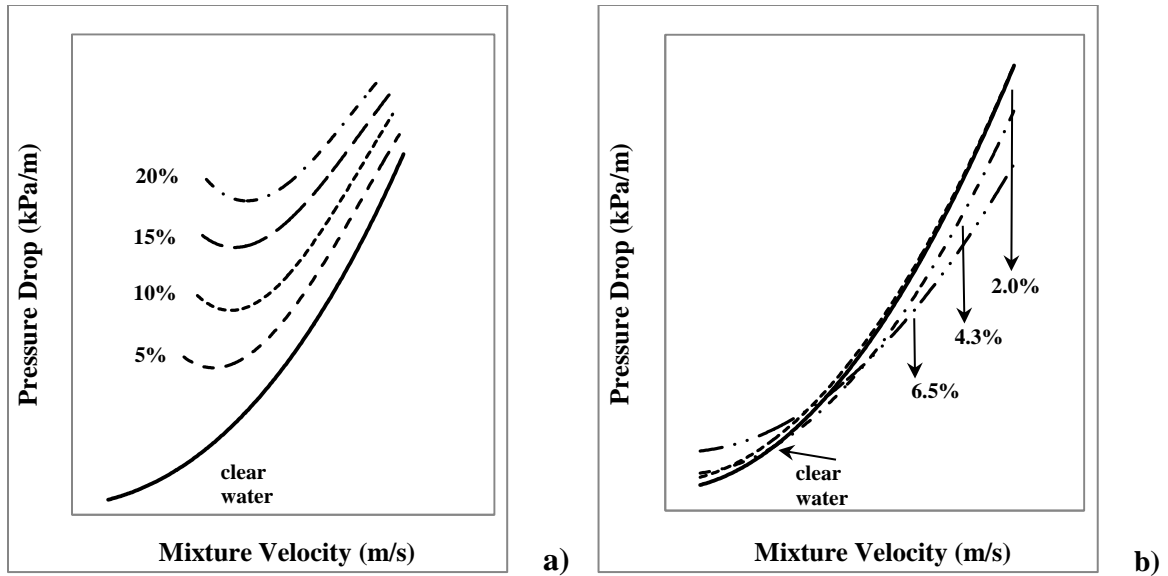 Pressure Drop (kPa/m)
20%
15%
10%
5%
clear
water
Mixture Velocity (m/s)
a)
Pressure Drop (kPa/m)
2.0%
4.3%
6.5%
clear
water
Mixture Velocity (m/s)
b)